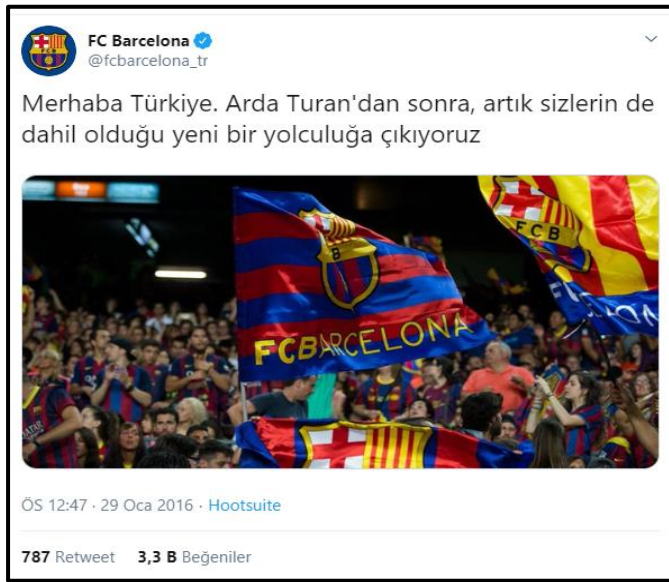 FC Barcelona
@fcbarcelona_tr
Merhaba Türkiye. Arda Turan'dan sonra, artık sizlerin de
dahil olduğu yeni bir yolculuğa çıkıyoruz
FCB
FCBARCELONA
ÖS 12:47 · 29 Oca 2016 · Hootsuite
787 Retweet 3,3 B Beğeniler